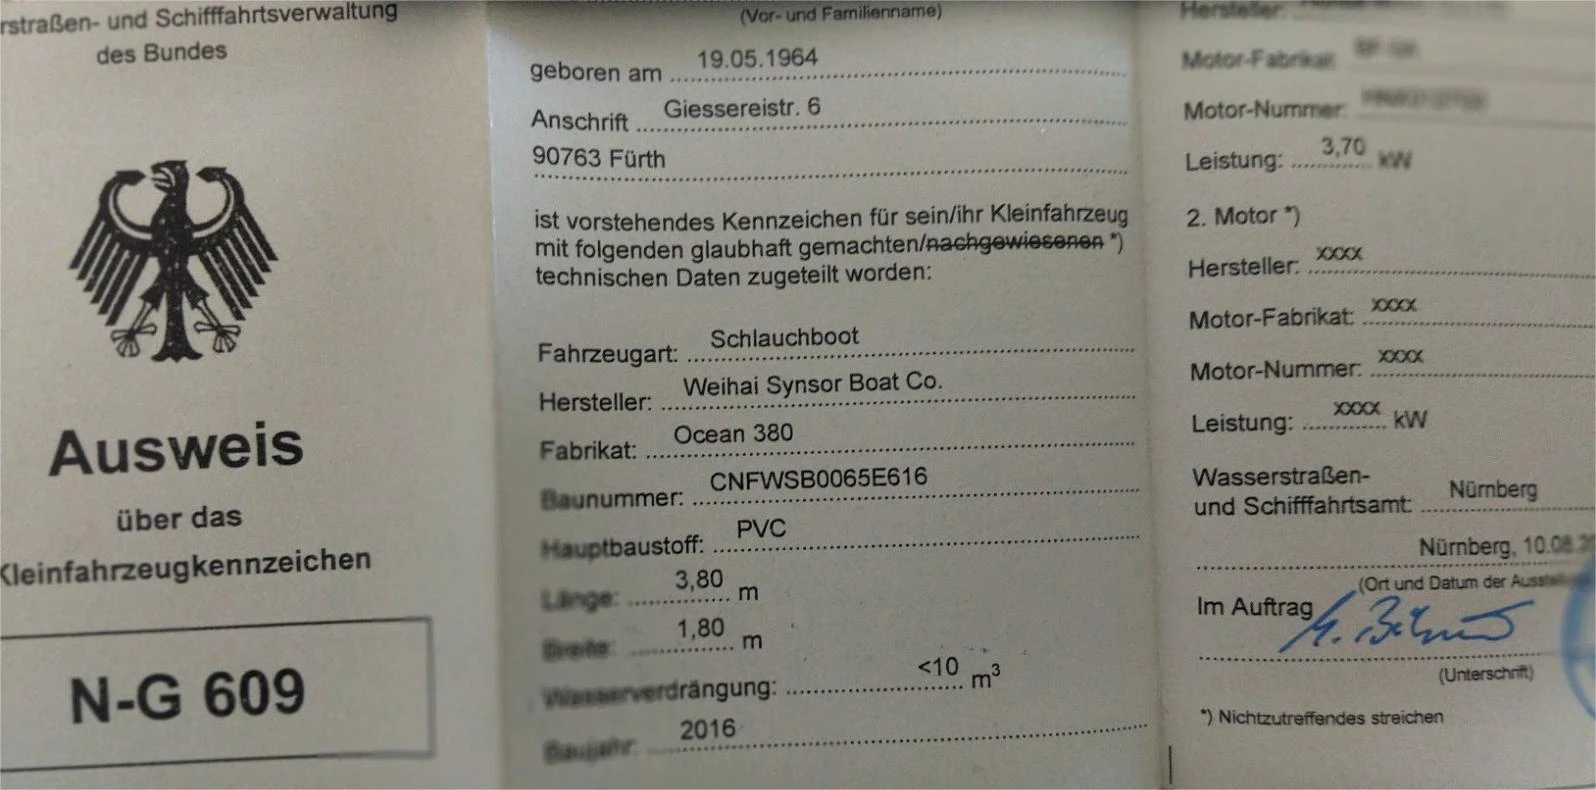 rstraßen- und Schifffahrtsverwaltung
des Bundes
Ausweis
über das
Kleinfahrzeugkennzeichen
N-G 609
(Vor- und Familienname)
geboren am 19.05.1964
Anschrift Giessereistr. 6
90763 Fürth
ist vorstehendes Kennzeichen für sein/ihr Kleinfahrzeug
mit folgenden glaubhaft gemachten/nachgewiesenen *)
technischen Daten zugeteilt worden:
Fahrzeugart: Schlauchboot
Hersteller: Weihai Synsor Boat Co.
Fabrikat: Ocean 380
Baunummer: CNFWSB0065E616
Hauptbaustoff: PVC
Länge: 3,80 m
Breite: 1,80 m
Wasserverdrängung: <10 m³
Baujahr: 2016
Hersteller:
Motor-Fabrikat:
Motor-Nummer:
Leistung: 3,70 kW
2. Motor *)
Hersteller: xxxx
Motor-Fabrikat: xxxx
Motor-Nummer: xxxx
Leistung: xxxx kW
Wasserstraßen-
und Schifffahrtsamt: Nürnberg
Nürnberg, 10.08.
(Ort und Datum der
Im Auftrag
(Unterschrift)
*) Nichtzutreffendes streichen